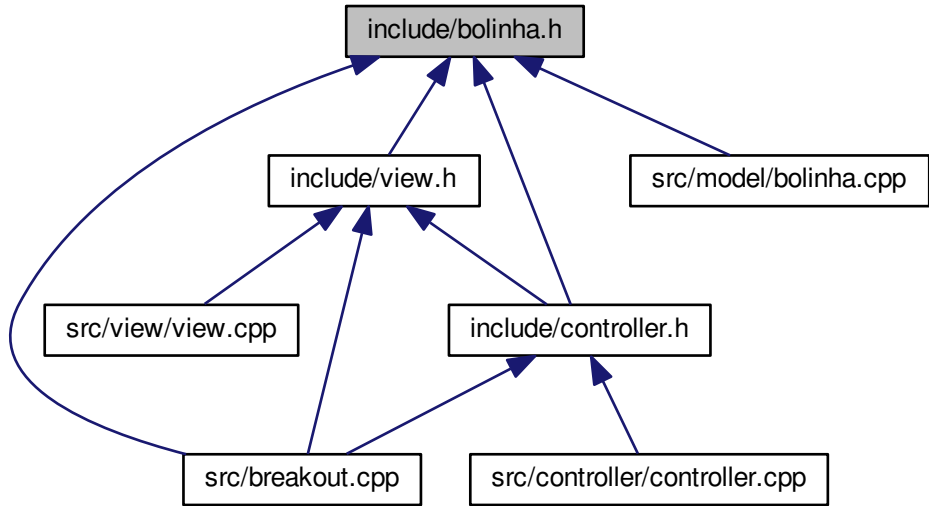 include/bolinha.h
include/view.h
src/model/bolinha.cpp
src/view/view.cpp
include/controller.h
src/breakout.cpp
src/controller/controller.cpp